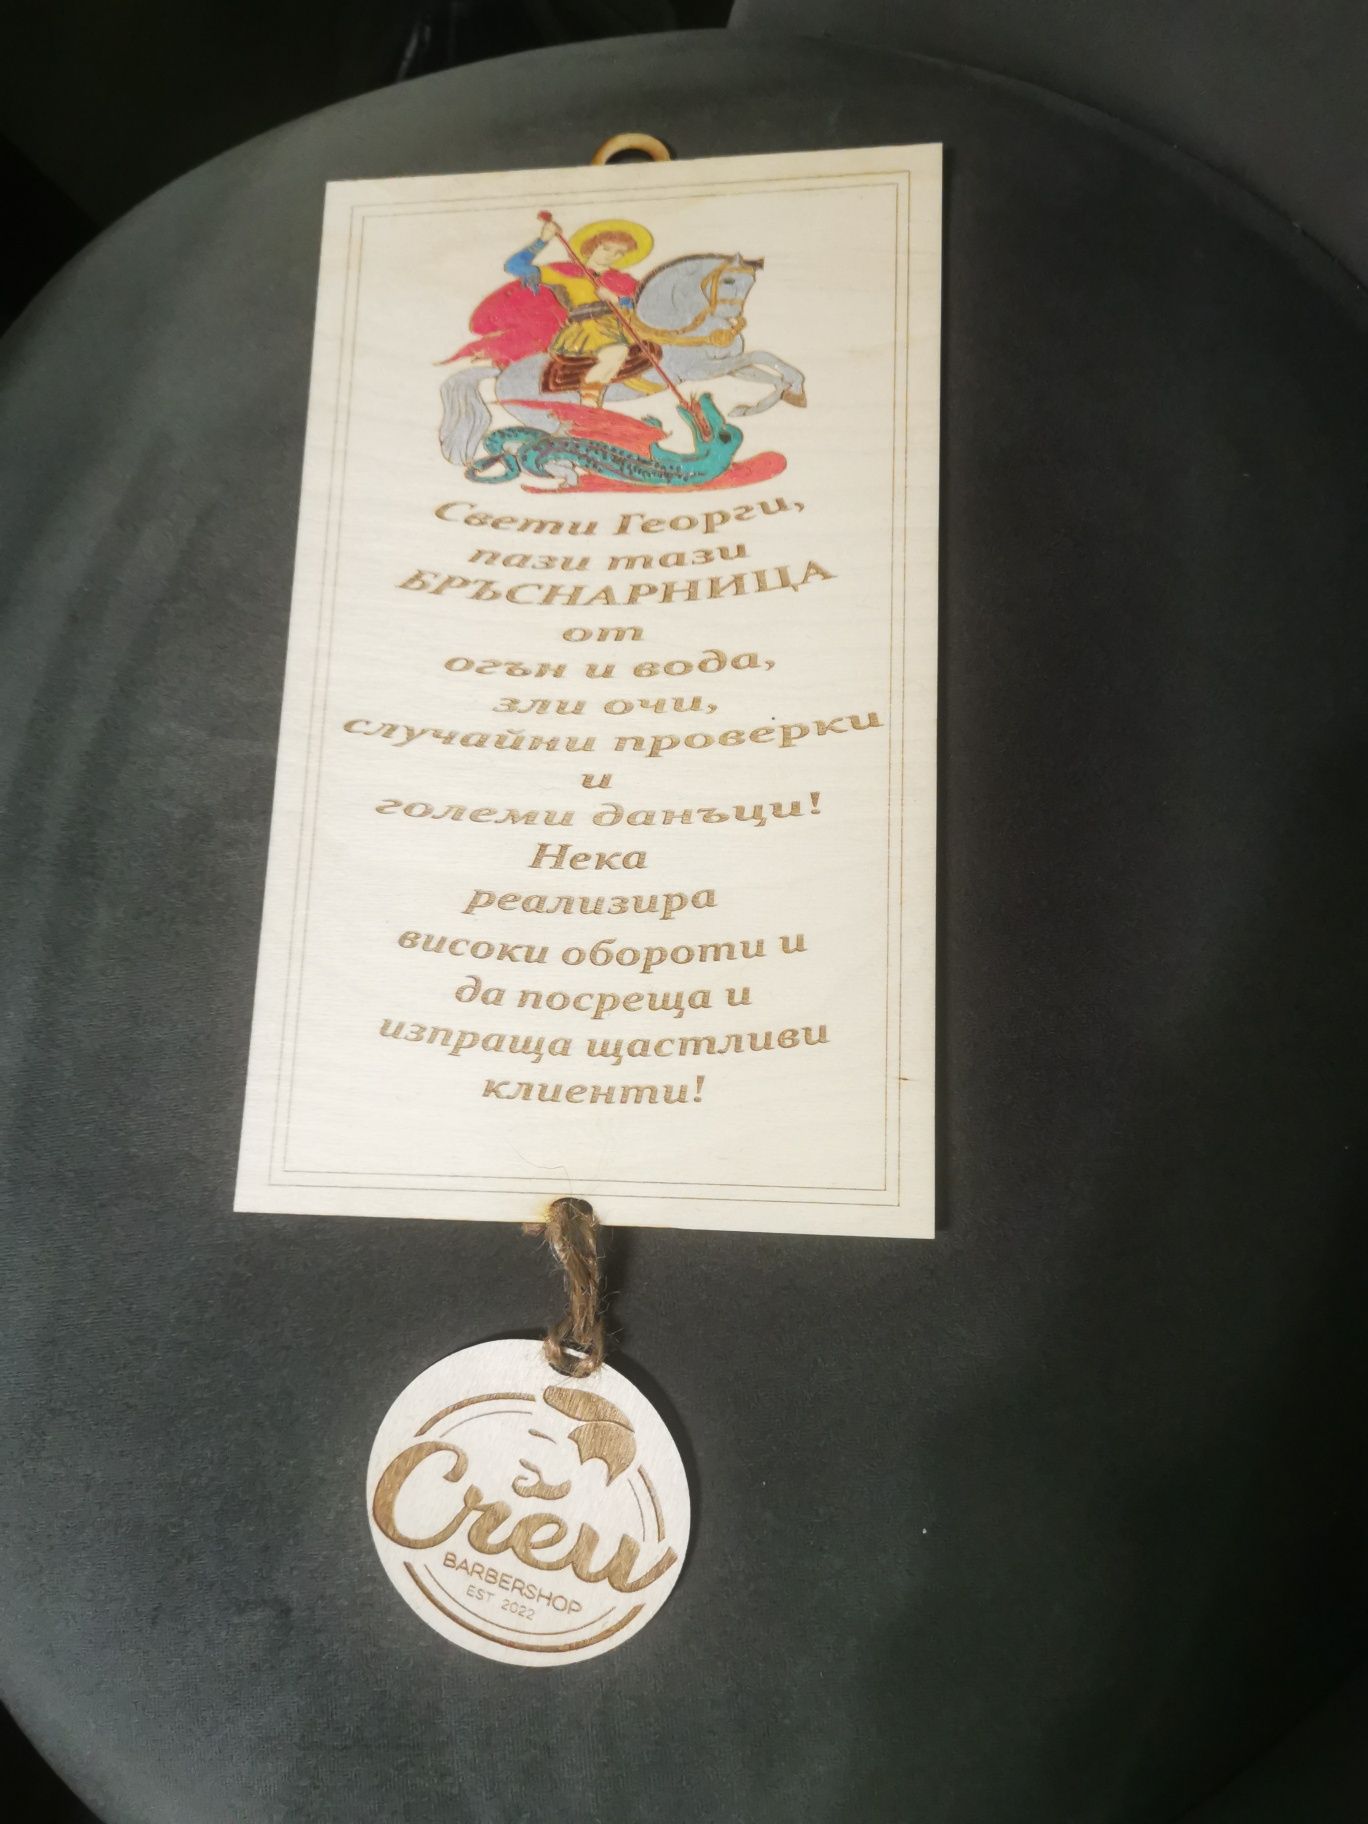 Свети Георги,
пази тази
БРЪСНАРНИЦА
от
огън и вода,
зли очи,
случайни проверки
и
големи данъци!
Нека
реализира
високи обороти и
да посреща и
изпраща щастливи
клиенти!
Crew
BARBERSHOP
EST 2022